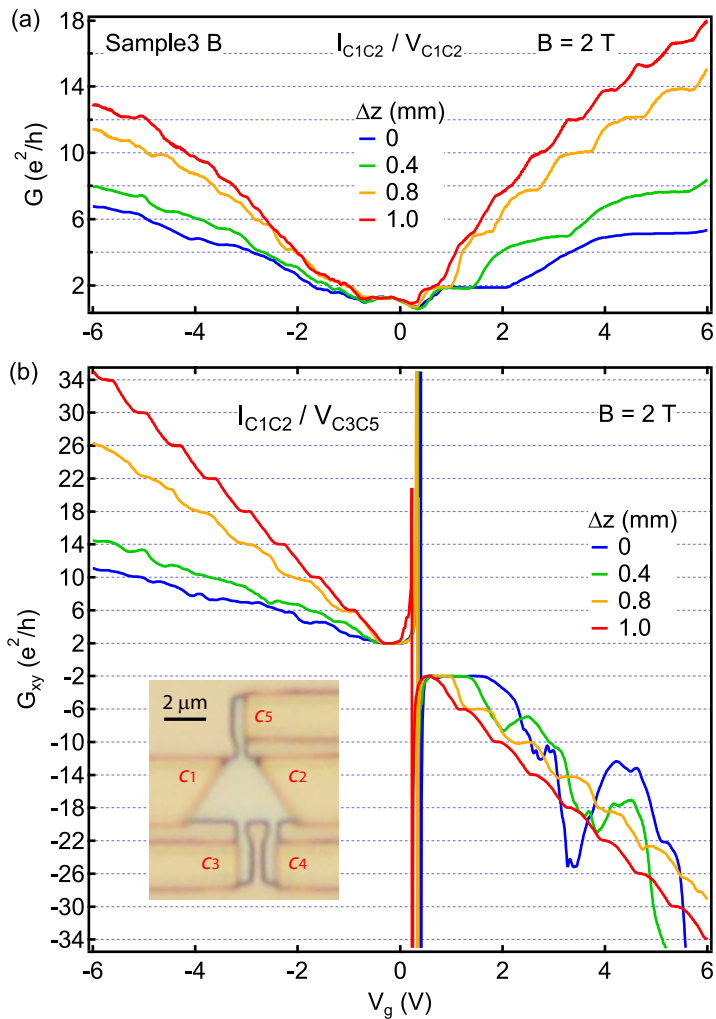 (a)
Sample3 B
I_C1C2 / V_C1C2
B = 2 T
Δz (mm)
0
0.4
0.8
1.0
G (e²/h)
18
14
10
6
2
-6
-4
-2
0
2
4
6
(b)
I_C1C2 / V_C3C5
B = 2 T
Δz (mm)
0
0.4
0.8
1.0
G_xy (e²/h)
34
30
26
22
18
14
10
6
2
-2
-6
-10
-14
-18
-22
-26
-30
-34
2 μm
C5
C1
C2
C3
C4
-6
-4
-2
0
2
4
6
V_g (V)